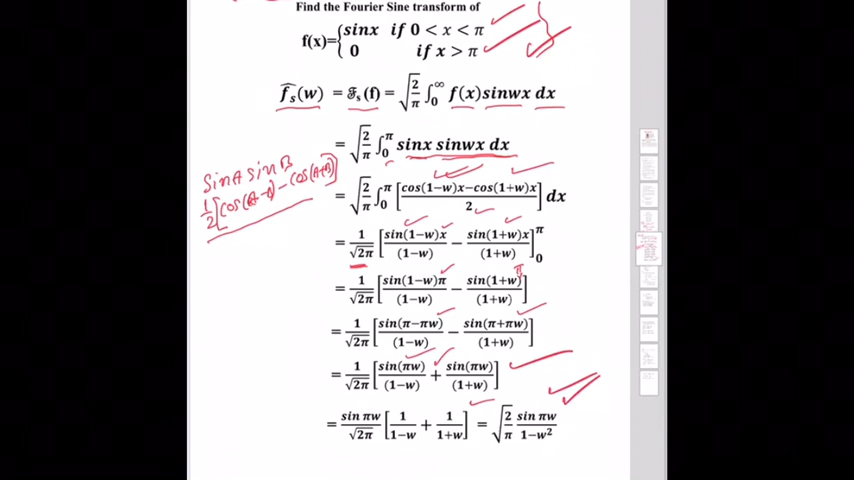 Find the Fourier Sine transform of
f(x)={sinx if 0 < x < π
0 if x > π
f̂ₛ(w) = 𝔉ₛ(f) = √(2/π) ∫₀^∞ f(x)sinwx dx
= √(2/π) ∫₀^π sinx sinwx dx
SinA SinB
1/2 [cos(A-B) - cos(A+B)]
= √(2/π) ∫₀^π [(cos(1−w)x−cos(1+w)x)/2] dx
= 1/√2π [sin(1−w)x/(1−w) − sin(1+w)x/(1+w)]₀^π
= 1/√2π [sin(1−w)π/(1−w) − sin(1+w)π/(1+w)]
= 1/√2π [sin(π−πw)/(1−w) − sin(π+πw)/(1+w)]
= 1/√2π [sin(πw)/(1−w) + sin(πw)/(1+w)]
= sin πw/√2π [1/(1−w) + 1/(1+w)] = √(2/π) sin πw/(1−w²)